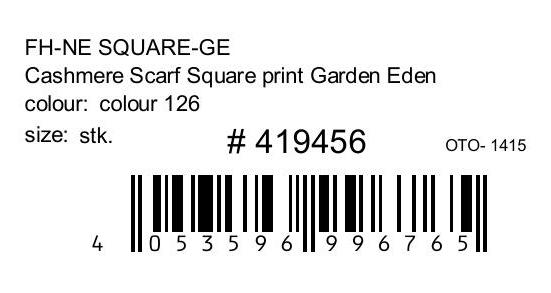 FH-NE SQUARE-GE
Cashmere Scarf Square print Garden Eden
colour: colour 126
size: stk.
# 419456
OTO- 1415
4 053596 996765